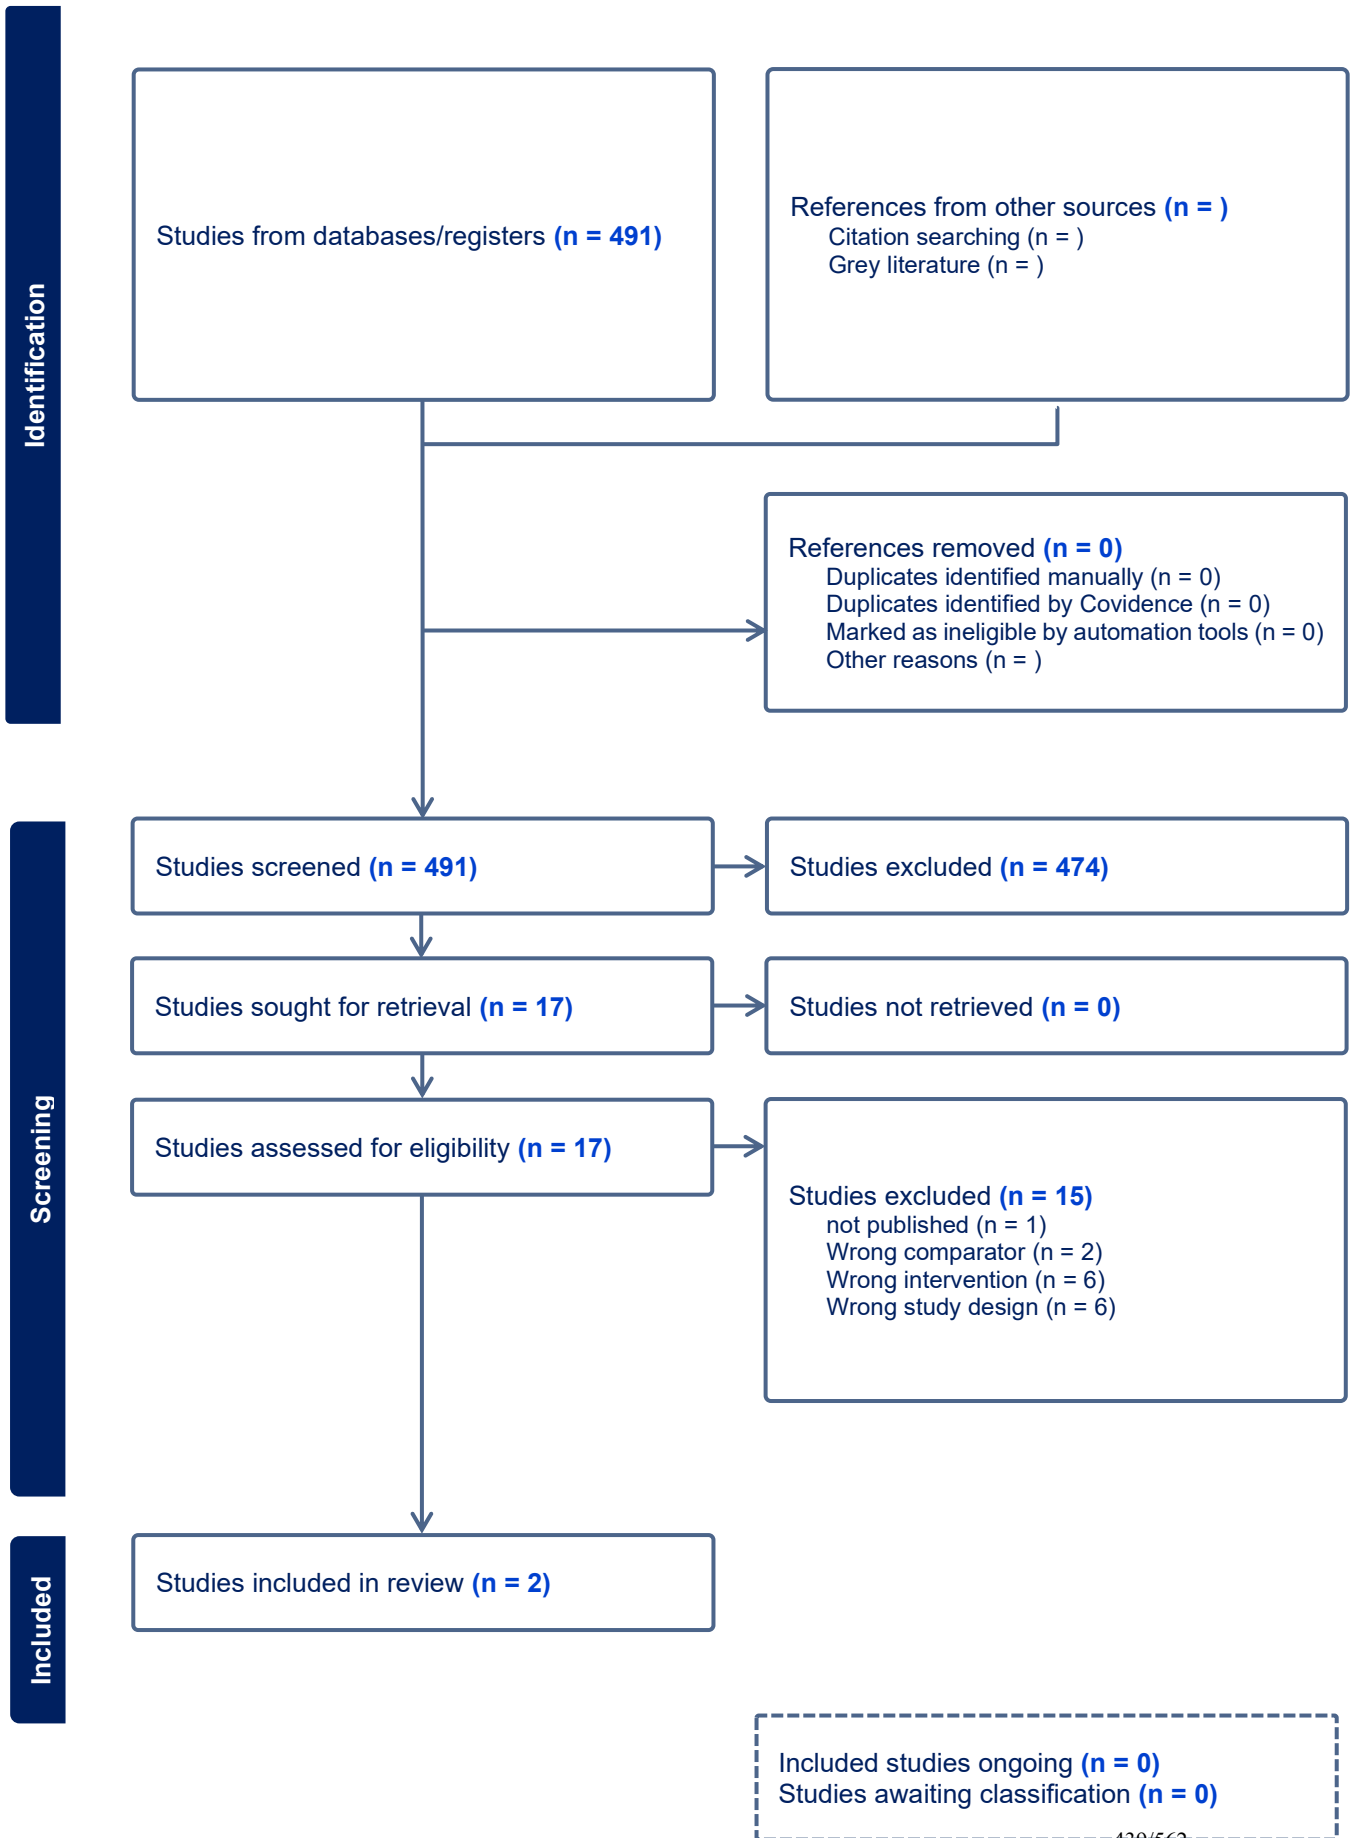 Identification
Studies from databases/registers (n = 491)
References from other sources (n = )
Citation searching (n = )
Grey literature (n = )
References removed (n = 0)
Duplicates identified manually (n = 0)
Duplicates identified by Covidence (n = 0)
Marked as ineligible by automation tools (n = 0)
Other reasons (n = )
Screening
Studies screened (n = 491)
Studies excluded (n = 474)
Studies sought for retrieval (n = 17)
Studies not retrieved (n = 0)
Studies assessed for eligibility (n = 17)
Studies excluded (n = 15)
not published (n = 1)
Wrong comparator (n = 2)
Wrong intervention (n = 6)
Wrong study design (n = 6)
Included
Studies included in review (n = 2)
Included studies ongoing (n = 0)
Studies awaiting classification (n = 0)